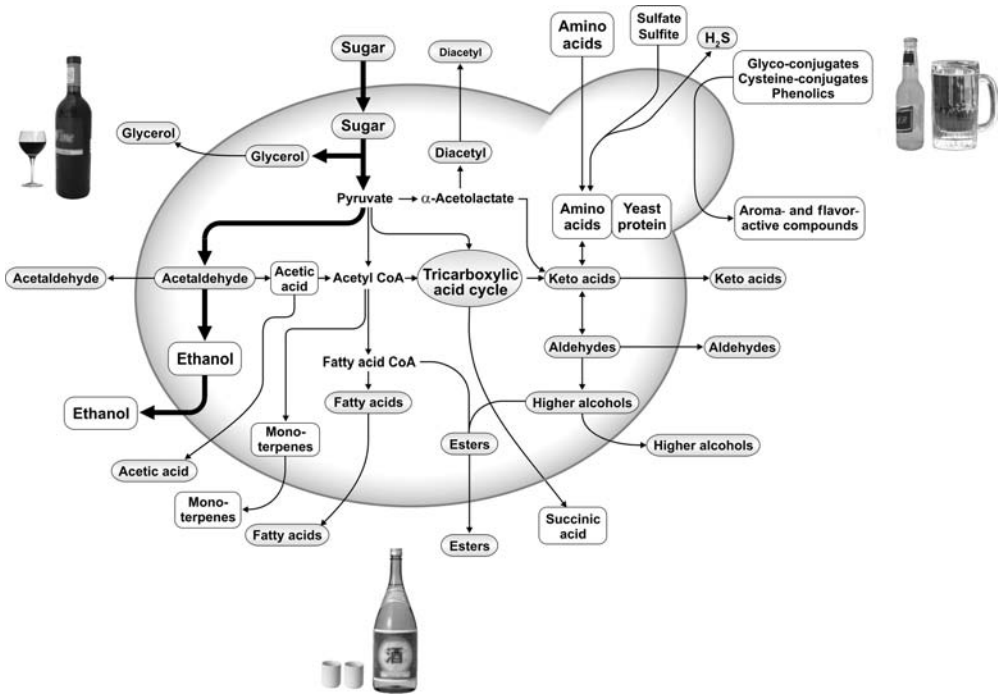 Sugar
Diacetyl
Amino
acids
Sulfate
Sulfite
H₂S
Glyco-conjugates
Cysteine-conjugates
Phenolics
Glycerol
Sugar
Glycerol
Diacetyl
Pyruvate
α-Acetolactate
Amino
acids
Yeast
protein
Aroma- and flavor-
active compounds
Acetaldehyde
Acetaldehyde
Acetic
acid
Acetyl CoA
Tricarboxylic
acid cycle
Keto acids
Keto acids
Ethanol
Fatty acid CoA
Aldehydes
Aldehydes
Ethanol
Fatty acids
Higher alcohols
Mono-
terpenes
Esters
Higher alcohols
Acetic acid
Mono-
terpenes
Fatty acids
Esters
Succinic
acid
酒